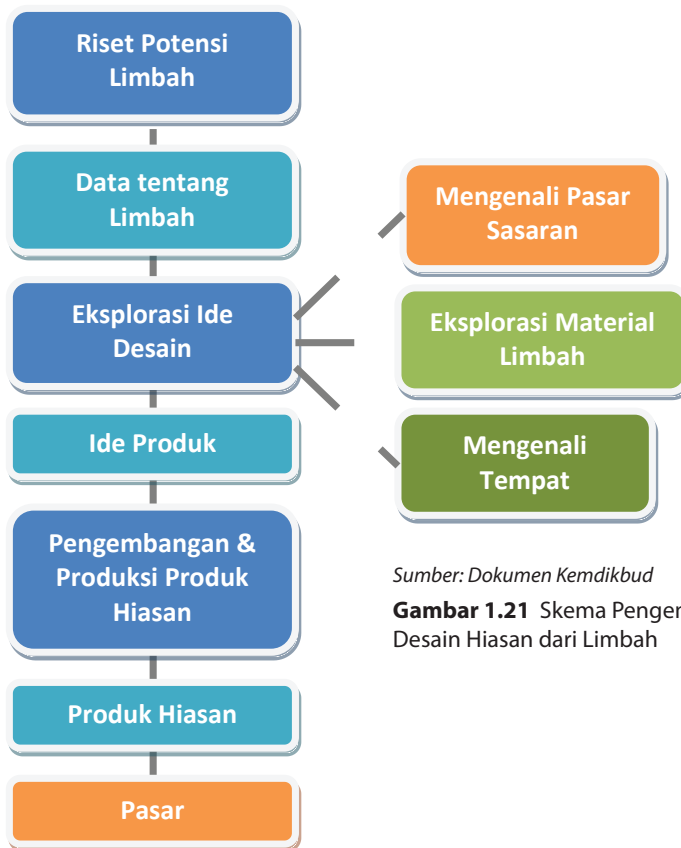 Riset Potensi
Limbah
Data tentang
Limbah
Eksplorasi Ide
Desain
Ide Produk
Pengembangan &
Produksi Produk
Hiasan
Produk Hiasan
Pasar
Mengenali Pasar
Sasaran
Eksplorasi Material
Limbah
Mengenali
Tempat
Sumber: Dokumen Kemdikbud
Gambar 1.21 Skema Pengem
Desain Hiasan dari Limbah